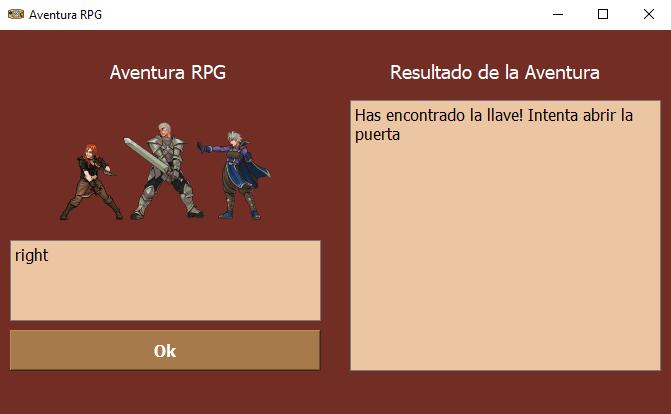 Aventura RPG
Aventura RPG
right
Ok
Resultado de la Aventura
Has encontrado la llave! Intenta abrir la
puerta